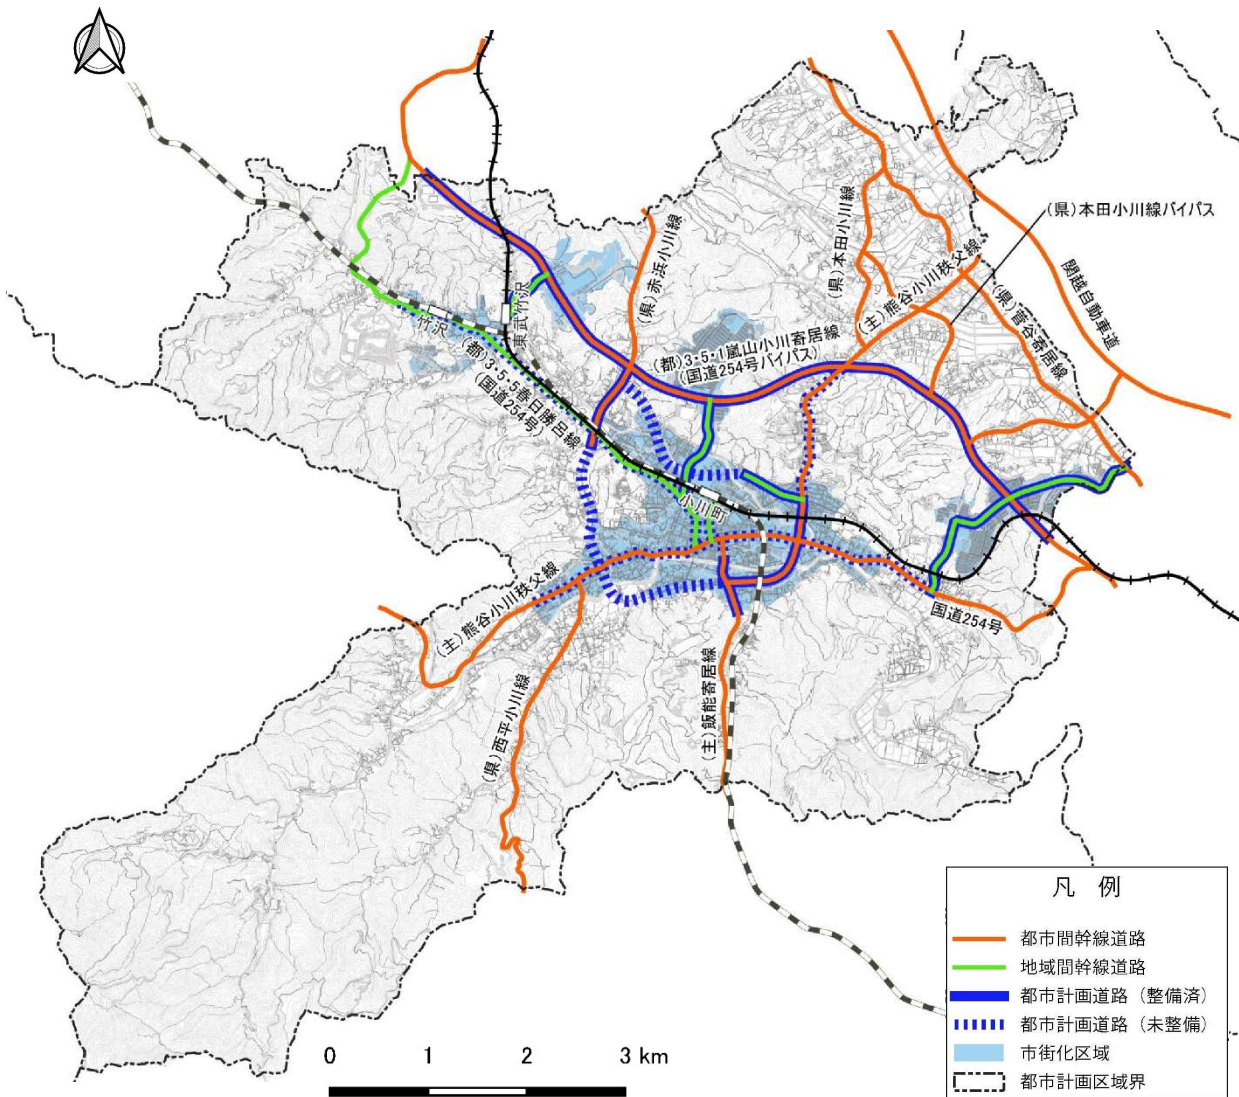 (県)本田小川線バイパス
(県)赤浜小川線
(県)本田小川線
(主)熊谷小川秩父線
関越自動車道
(県)菅谷寄居線
東武竹沢
竹沢
(都)3・5・1嵐山小川寄居線
(国道254号バイパス)
(都)3・5・5春日勝呂線
(国道254号)
小川町
(主)熊谷小川秩父線
国道254号
(県)西平小川線
(主)飯能寄居線
凡 例
都市間幹線道路
地域間幹線道路
都市計画道路 (整備済)
都市計画道路 (未整備)
市街化区域
都市計画区域界
0 1 2 3 km